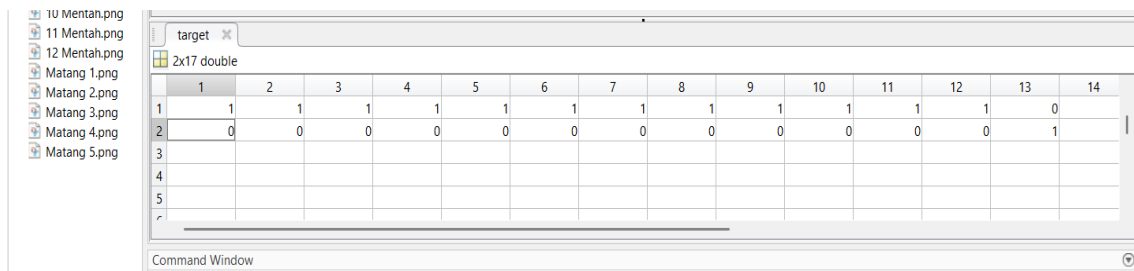 10 Mentah.png
11 Mentah.png
12 Mentah.png
Matang 1.png
Matang 2.png
Matang 3.png
Matang 4.png
Matang 5.png
target
2x17 double
1 2 3 4 5 6 7 8 9 10 11 12 13 14
1 1 1 1 1 1 1 1 1 1 1 1 1 0
2 0 0 0 0 0 0 0 0 0 0 0 0 1
3
4
5
Command Window